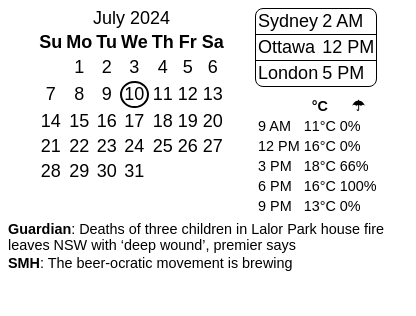 July 2024
Su Mo Tu We Th Fr Sa
1 2 3 4 5 6
7 8 9 10 11 12 13
14 15 16 17 18 19 20
21 22 23 24 25 26 27
28 29 30 31
Sydney 2 AM
Ottawa 12 PM
London 5 PM
°C ☂
9 AM 11°C 0%
12 PM 16°C 0%
3 PM 18°C 66%
6 PM 16°C 100%
9 PM 13°C 0%
Guardian: Deaths of three children in Lalor Park house fire
leaves NSW with ‘deep wound’, premier says
SMH: The beer-ocratic movement is brewing